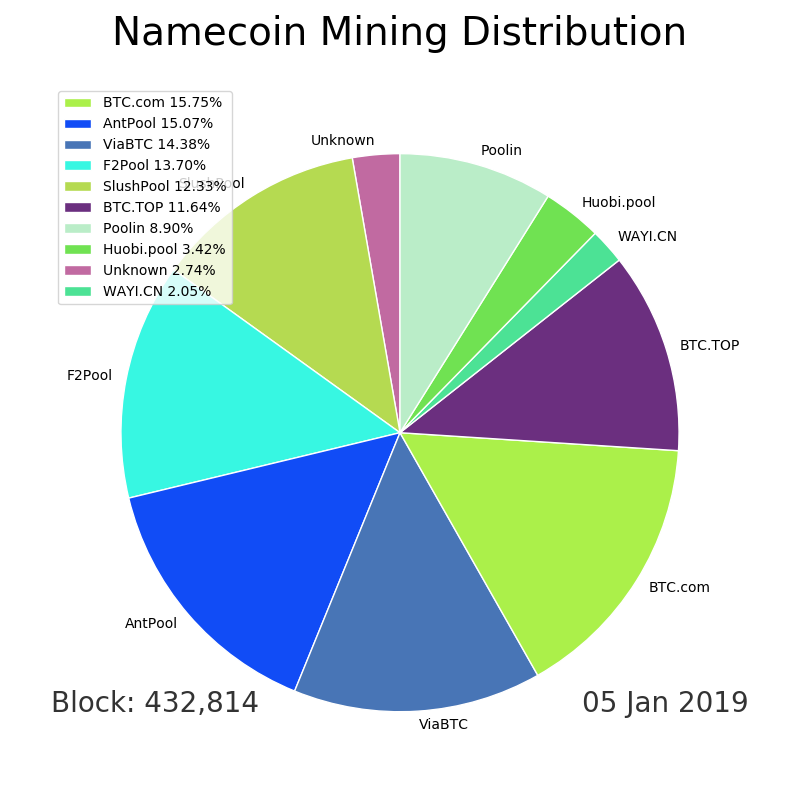 Namecoin Mining Distribution
BTC.com 15.75%
AntPool 15.07%
ViaBTC 14.38%
F2Pool 13.70%
SlushPool 12.33%
BTC.TOP 11.64%
Poolin 8.90%
Huobi.pool 3.42%
Unknown 2.74%
WAYI.CN 2.05%
Unknown
Poolin
SlushPool
Huobi.pool
WAYI.CN
BTC.TOP
F2Pool
BTC.com
AntPool
ViaBTC
Block: 432,814
05 Jan 2019